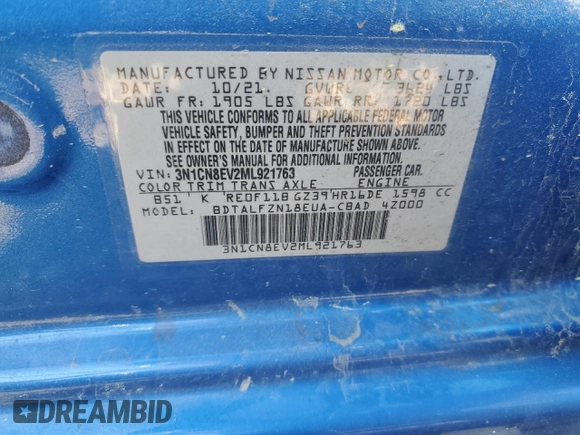 MANUFACTURED BY NISSAN MOTOR CO., LTD.
DATE: 10/21. GVWR: 3624 LBS
GAWR FR: 1905 LBS GAWR RR: 1720 LBS
THIS VEHICLE CONFORMS TO ALL APPLICABLE FEDERAL MOTOR
VEHICLE SAFETY, BUMPER AND THEFT PREVENTION STANDARDS
IN EFFECT ON THE DATE OF MANUFACTURE SHOWN ABOVE.
SEE OWNER'S MANUAL FOR ADDITIONAL INFORMATION.
VIN: 3N1CN8EV2ML921763 PASSENGER CAR.
COLOR TRIM TRANS AXLE ENGINE
B51 K RE0F11B GZ39 HR16DE 1598 CC
MODEL: BDTALFZN18EUA-CBAD 42000
3N1CN8EV2ML921763
DREAMBID